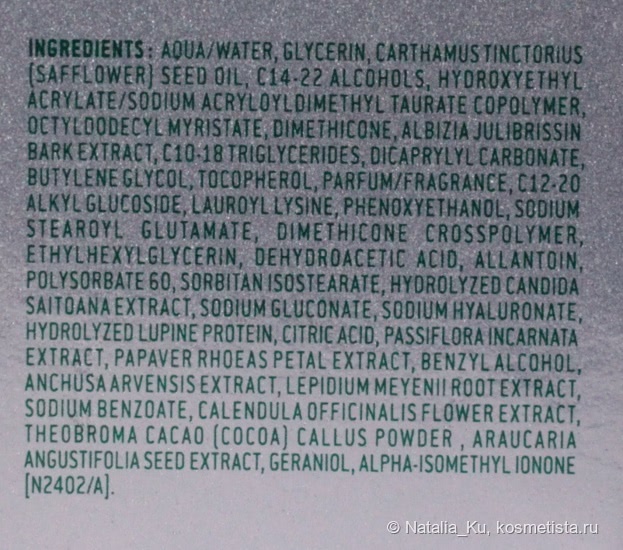 INGREDIENTS: AQUA/WATER, GLYCERIN, CARTHAMUS TINCTORIUS
(SAFFLOWER) SEED OIL, C14-22 ALCOHOLS, HYDROXYETHYL
ACRYLATE/SODIUM ACRYLOYLDIMETHYL TAURATE COPOLYMER,
OCTYLDODECYL MYRISTATE, DIMETHICONE, ALBIZIA JULIBRISSIN
BARK EXTRACT, C10-18 TRIGLYCERIDES, DICAPRYLYL CARBONATE,
BUTYLENE GLYCOL, TOCOPHEROL, PARFUM/FRAGRANCE, C12-20
ALKYL GLUCOSIDE, LAUROYL LYSINE, PHENOXYETHANOL, SODIUM
STEAROYL GLUTAMATE, DIMETHICONE CROSSPOLYMER,
ETHYLHEXYLGLYCERIN, DEHYDROACETIC ACID, ALLANTOIN,
POLYSORBATE 60, SORBITAN ISOSTEARATE, HYDROLYZED CANDIDA
SAITOANA EXTRACT, SODIUM GLUCONATE, SODIUM HYALURONATE,
HYDROLYZED LUPINE PROTEIN, CITRIC ACID, PASSIFLORA INCARNATA
EXTRACT, PAPAVER RHOEAS PETAL EXTRACT, BENZYL ALCOHOL,
ANCHUSA ARVENSIS EXTRACT, LEPIDIUM MEYENII ROOT EXTRACT,
SODIUM BENZOATE, CALENDULA OFFICINALIS FLOWER EXTRACT,
THEOBROMA CACAO (COCOA) CALLUS POWDER , ARAUCARIA
ANGUSTIFOLIA SEED EXTRACT, GERANIOL, ALPHA-ISOMETHYL IONONE
[N2402/A].
© Natalia_Ku, kosmetista.ru